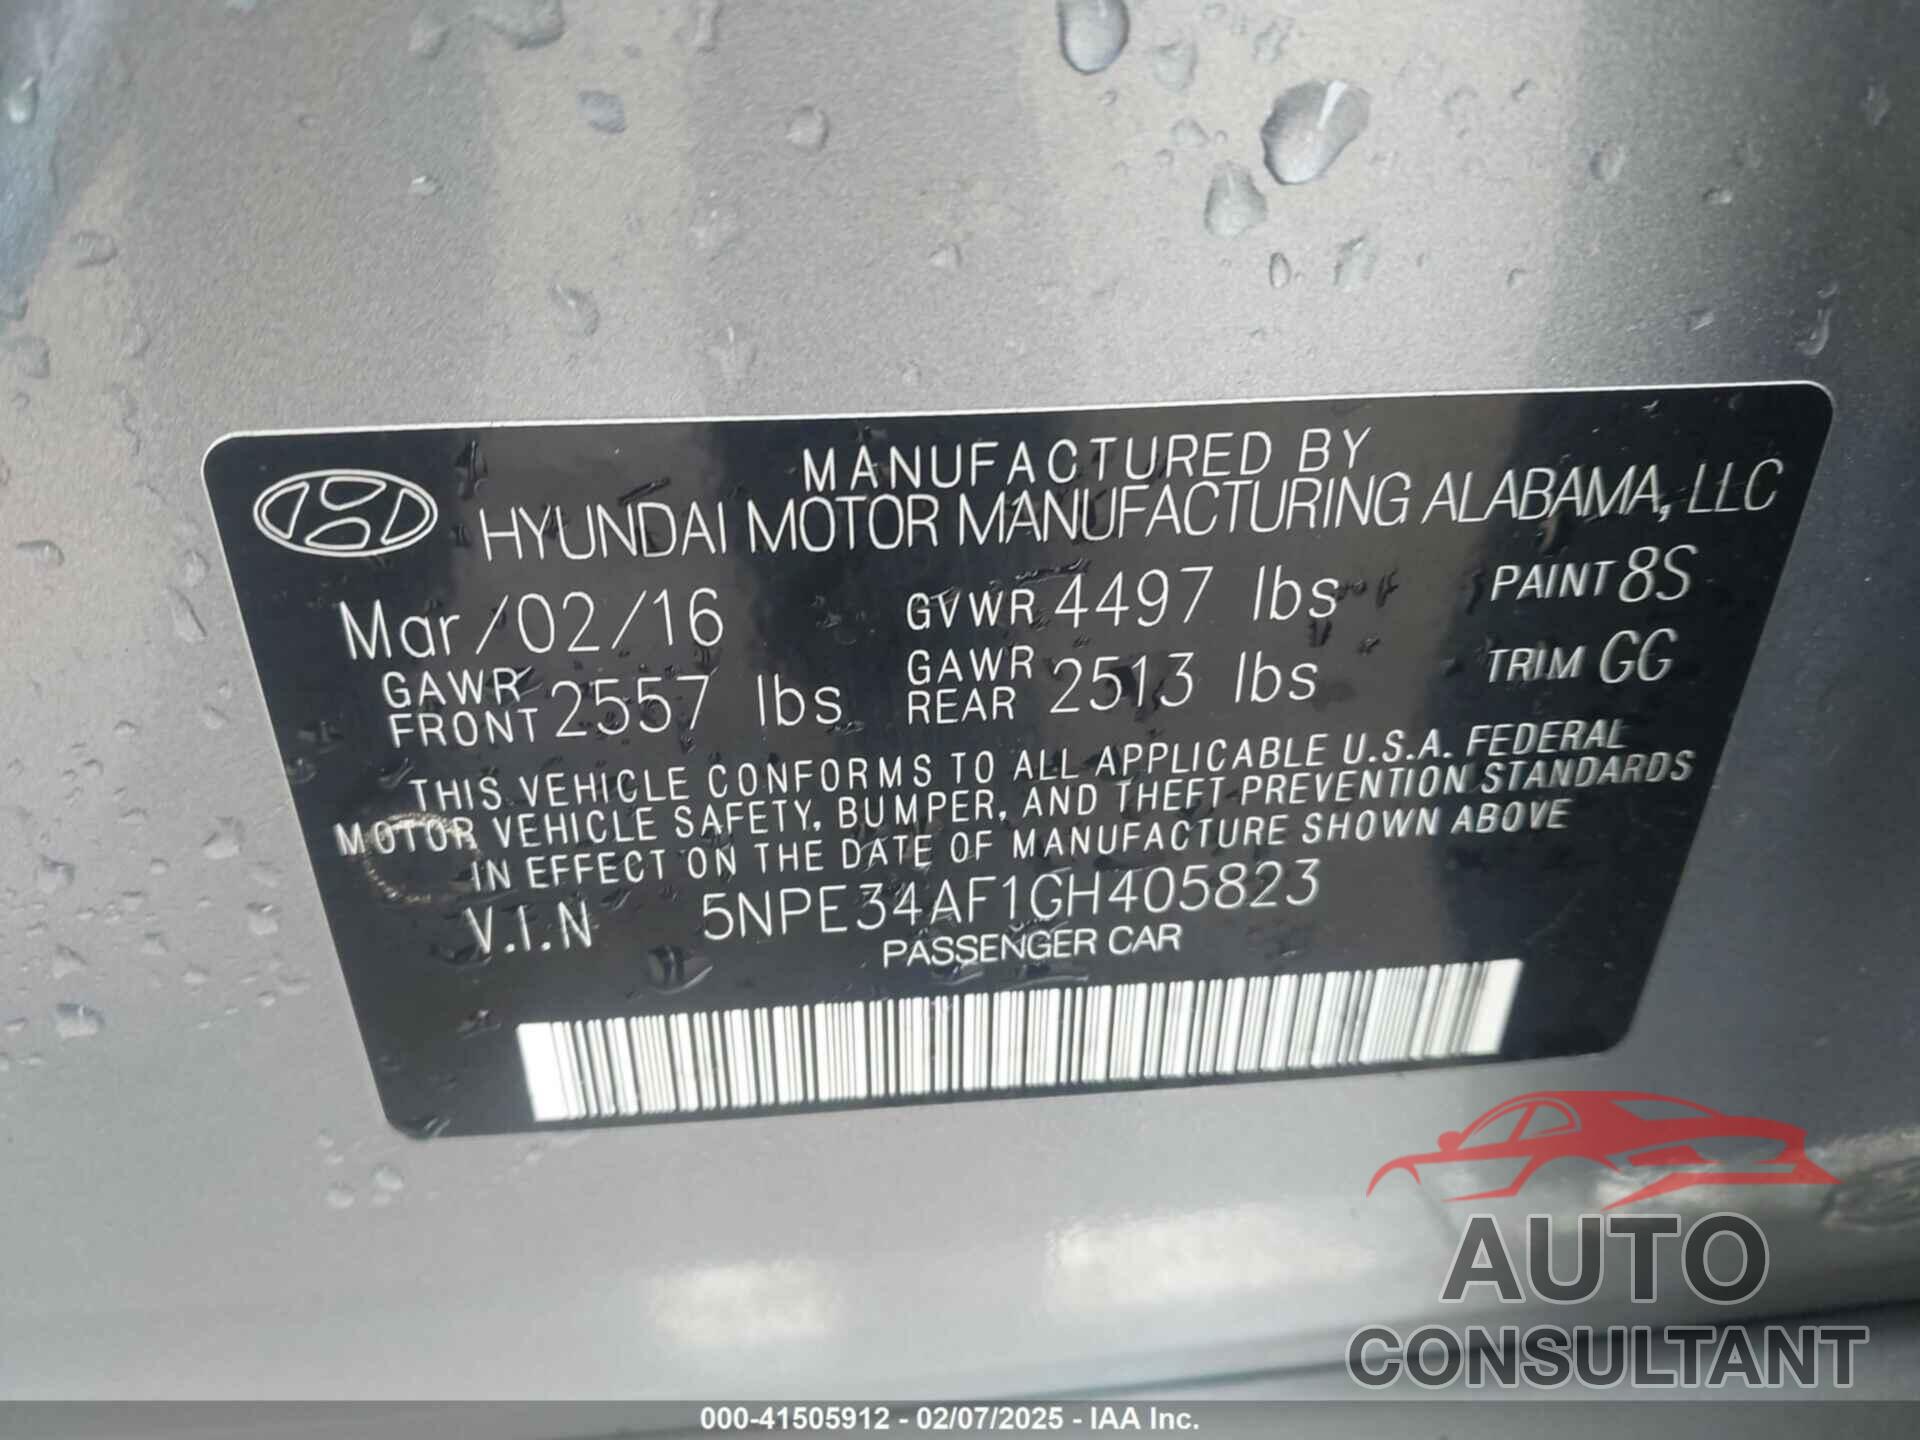 MANUFACTURED BY
HYUNDAI MOTOR MANUFACTURING ALABAMA, LLC
Mar/02/16 GVWR 4497 lbs PAINT 8S
GAWR FRONT 2557 lbs GAWR REAR 2513 lbs TRIM GG
THIS VEHICLE CONFORMS TO ALL APPLICABLE U.S.A. FEDERAL
MOTOR VEHICLE SAFETY, BUMPER, AND THEFT PREVENTION STANDARDS
IN EFFECT ON THE DATE OF MANUFACTURE SHOWN ABOVE
V.I.N 5NPE34AF1GH405823
PASSENGER CAR
AUTO
CONSULTANT
000-41505912 - 02/07/2025 - IAA Inc.